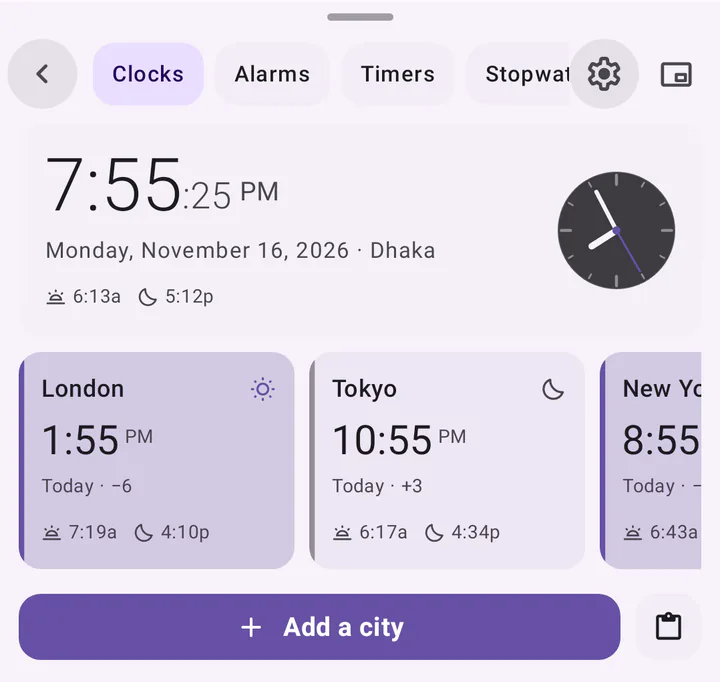 Clocks Alarms Timers Stopwat
7:55:25 PM
Monday, November 16, 2026 · Dhaka
6:13a 5:12p
London
1:55 PM
Today · −6
7:19a 4:10p
Tokyo
10:55 PM
Today · +3
6:17a 4:34p
New Yo
8:55
Today · −
6:43a
+ Add a city